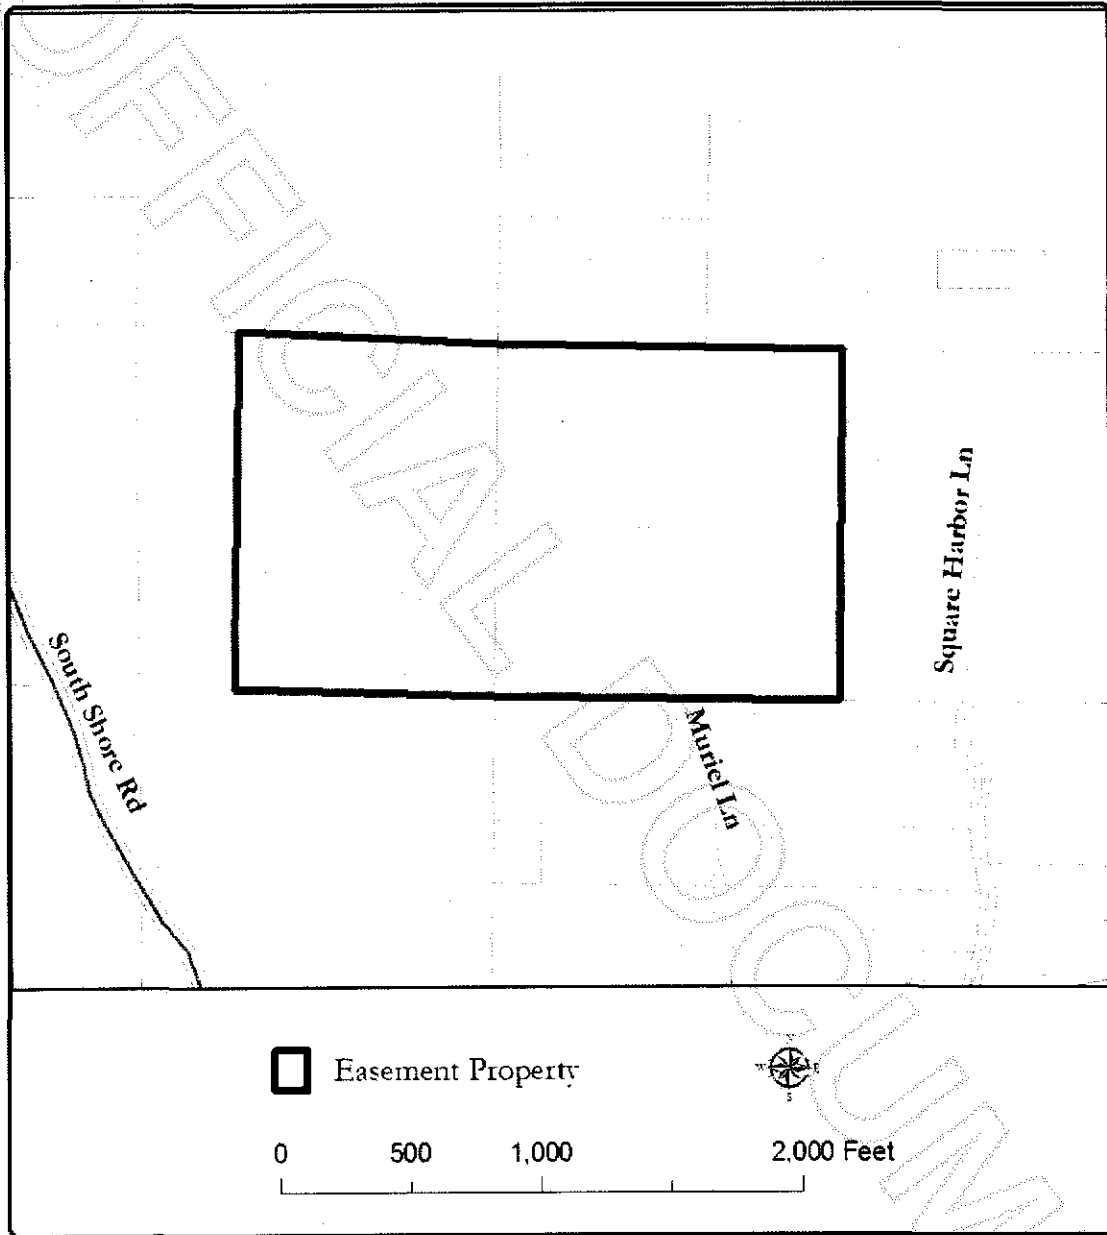 OFFICIAL DOCUM
South Shore Rd
Square Harbor Ln
Muriel Ln
Easement Property
N
W E
S
0 500 1,000 2,000 Feet